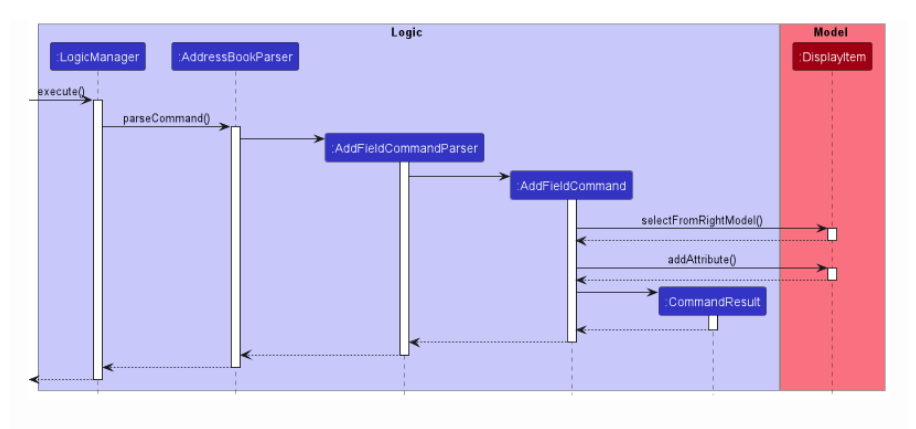 Logic
Model
:LogicManager
:AddressBookParser
:DisplayItem
execute()
parseCommand()
:AddFieldCommandParser
:AddFieldCommand
selectFromRightModel()
addAttribute()
:CommandResult